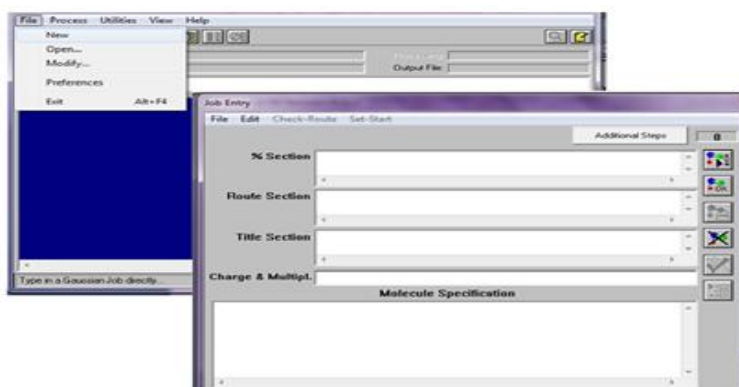 File Process Utilities View Help
New
Open...
Modify...
Output File:
Preferences
Exit Alt+F4
Type in a Gaussian Job directly
Job Entry
File Edit Check-Route Set-Start
Additional Steps 0
% Section
Route Section
Title Section
Charge & Multipl.
Molecule Specification